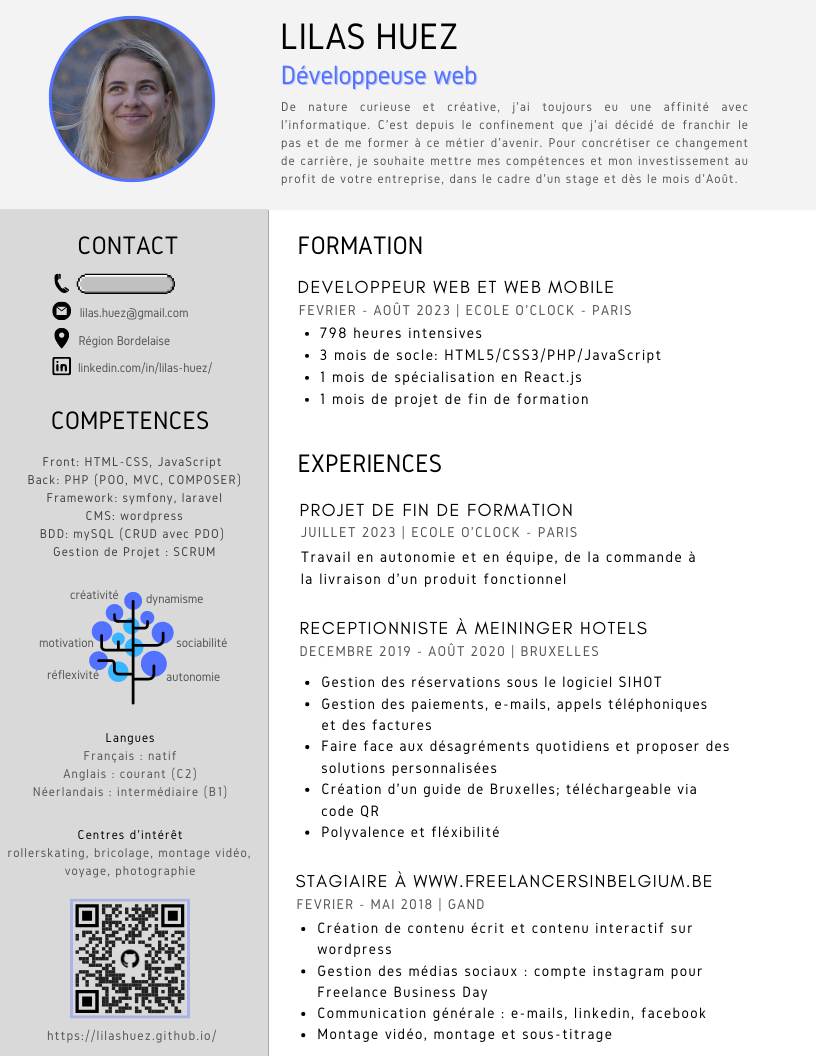 LILAS HUEZ
Développeuse web
De nature curieuse et créative, j'ai toujours eu une affinité avec
l'informatique. C'est depuis le confinement que j'ai décidé de franchir le
pas et de me former à ce métier d'avenir. Pour concrétiser ce changement
de carrière, je souhaite mettre mes compétences et mon investissement au
profit de votre entreprise, dans le cadre d'un stage et dès le mois d'Août.
CONTACT
lilas.huez@gmail.com
Région Bordelaise
linkedin.com/in/lilas-huez/
COMPETENCES
Front: HTML-CSS, JavaScript
Back: PHP (POO, MVC, COMPOSER)
Framework: symfony, laravel
CMS: wordpress
BDD: mySQL (CRUD avec PDO)
Gestion de Projet : SCRUM
créativité
dynamisme
motivation
sociabilité
réflexivité
autonomie
Langues
Français : natif
Anglais : courant (C2)
Néerlandais : intermédiaire (B1)
Centres d'intérêt
rollerskating, bricolage, montage vidéo,
voyage, photographie
https://lilashuez.github.io/
FORMATION
DEVELOPPEUR WEB ET WEB MOBILE
FEVRIER - AOÛT 2023 | ECOLE O'CLOCK - PARIS
• 798 heures intensives
• 3 mois de socle: HTML5/CSS3/PHP/JavaScript
• 1 mois de spécialisation en React.js
• 1 mois de projet de fin de formation
EXPERIENCES
PROJET DE FIN DE FORMATION
JUILLET 2023 | ECOLE O'CLOCK - PARIS
Travail en autonomie et en équipe, de la commande à
la livraison d'un produit fonctionnel
RECEPTIONNISTE À MEININGER HOTELS
DECEMBRE 2019 - AOÛT 2020 | BRUXELLES
• Gestion des réservations sous le logiciel SIHOT
• Gestion des paiements, e-mails, appels téléphoniques
et des factures
• Faire face aux désagréments quotidiens et proposer des
solutions personnalisées
• Création d'un guide de Bruxelles; téléchargeable via
code QR
• Polyvalence et fléxibilité
STAGIAIRE À WWW.FREELANCERSINBELGIUM.BE
FEVRIER - MAI 2018 | GAND
• Création de contenu écrit et contenu interactif sur
wordpress
• Gestion des médias sociaux : compte instagram pour
Freelance Business Day
• Communication générale : e-mails, linkedin, facebook
• Montage vidéo, montage et sous-titrage